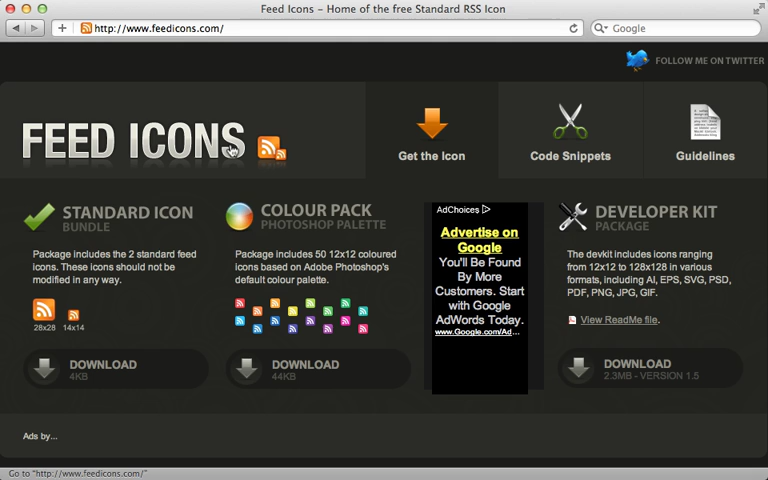 Feed Icons – Home of the free Standard RSS Icon
http://www.feedicons.com/
Google
FOLLOW ME ON TWITTER
FEED ICONS
Get the Icon
Code Snippets
Guidelines
STANDARD ICON
BUNDLE
Package includes the 2 standard feed
icons. These icons should not be
modified in any way.
28x28 14x14
DOWNLOAD
4KB
COLOUR PACK
PHOTOSHOP PALETTE
Package includes 50 12x12 coloured
icons based on Adobe Photoshop's
default colour palette.
DOWNLOAD
44KB
AdChoices
Advertise on
Google
You'll Be Found
By More
Customers. Start
with Google
AdWords Today.
www.Google.com/Ad...
DEVELOPER KIT
PACKAGE
The devkit includes icons ranging
from 12x12 to 128x128 in various
formats, including AI, EPS, SVG, PSD,
PDF, PNG, JPG, GIF.
View ReadMe file.
DOWNLOAD
2.3MB - VERSION 1.5
Ads by...
Go to "http://www.feedicons.com/"